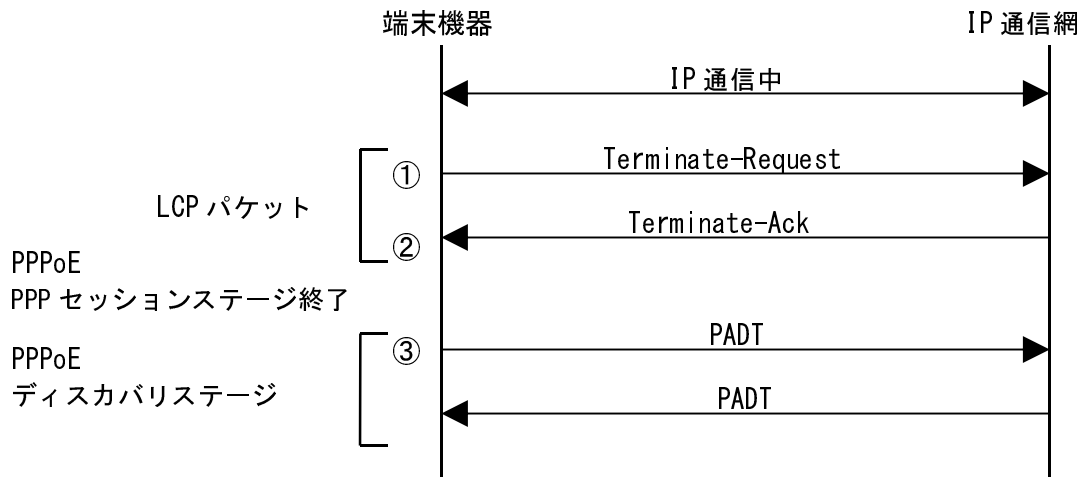 端末機器
IP 通信網
IP 通信中
① Terminate-Request
LCP パケット
② Terminate-Ack
PPPoE
PPP セッションステージ終了
③ PADT
PPPoE
ディスカバリステージ
PADT